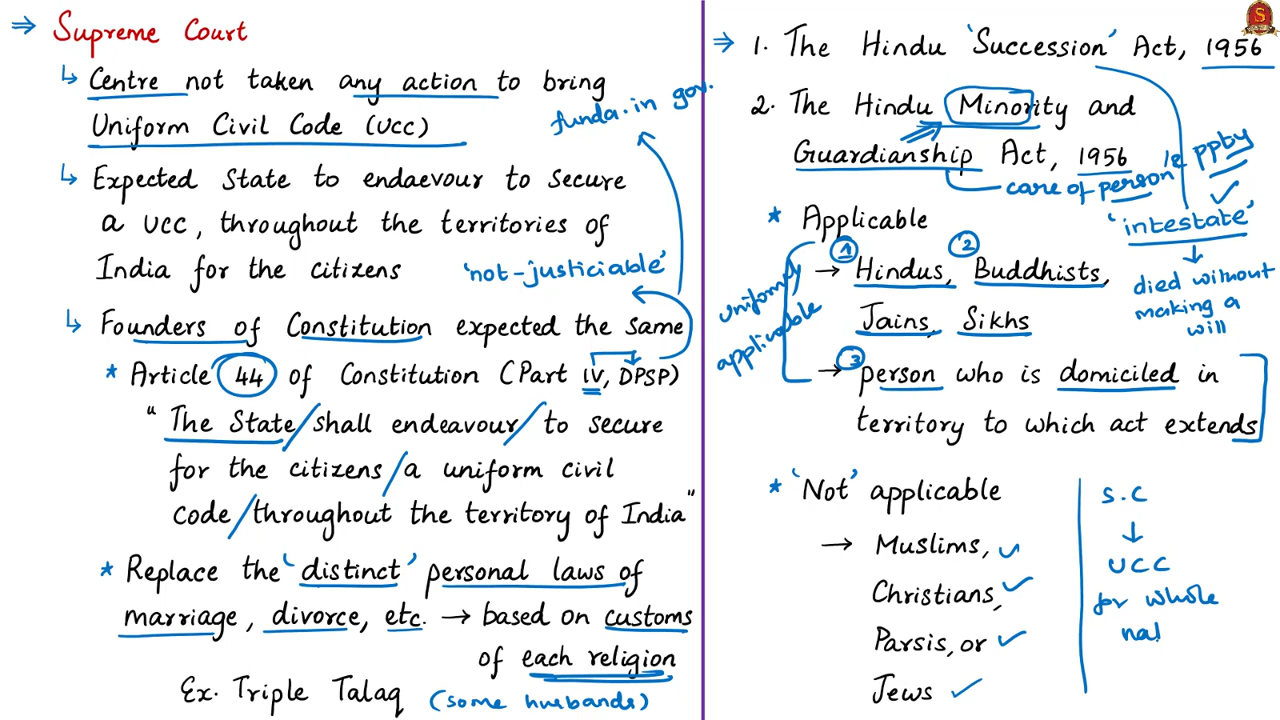 ⇒ Supreme Court
↳ Centre not taken any action to bring
Uniform Civil Code (UCC)
funda. in gov.
↳ Expected State to endaevour to secure
a UCC, throughout the territories of
India for the citizens
'not-justiciable'
↳ Founders of Constitution expected the same
* Article 44 of Constitution (Part IV, DPSP)
"The State/shall endeavour/to secure
for the citizens/a uniform civil
code/throughout the territory of India"
* Replace the 'distinct' personal laws of
marriage, divorce, etc. → based on customs
of each religion
Ex. Triple Talaq (some husbands)
⇒ 1. The Hindu 'Succession' Act, 1956
2. The Hindu Minority and
Guardianship Act, 1956
care of person ppby
'intestate'
↓
died without
making a
will
* Applicable
uniformly
applicable
→ 1 Hindus, 2 Buddhists,
Jains, Sikhs
→ 3 person who is domiciled in
territory to which act extends
* 'Not' applicable
→ Muslims, ✓
Christians, ✓
Parsis, or ✓
Jews ✓
S.C
↓
UCC
for whole
nat
S